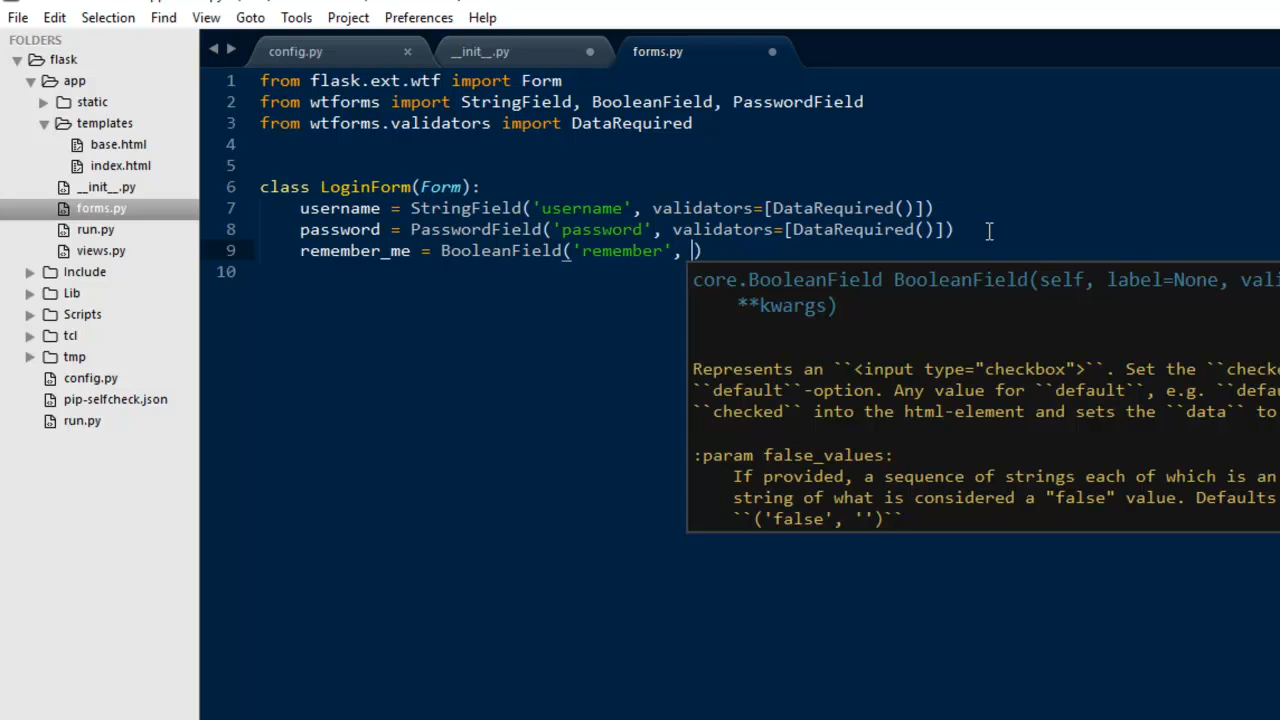 File Edit Selection Find View Goto Tools Project Preferences Help
FOLDERS
flask
app
static
templates
base.html
index.html
__init__.py
forms.py
run.py
views.py
Include
Lib
Scripts
tcl
tmp
config.py
pip-selfcheck.json
run.py
config.py × __init__.py forms.py
1 from flask.ext.wtf import Form
2 from wtforms import StringField, BooleanField, PasswordField
3 from wtforms.validators import DataRequired
4
5
6 class LoginForm(Form):
7 username = StringField('username', validators=[DataRequired()])
8 password = PasswordField('password', validators=[DataRequired()])
9 remember_me = BooleanField('remember', )
10
core.BooleanField BooleanField(self, label=None, vali
**kwargs)
Represents an ``<input type="checkbox">``. Set the ``checke
``default``-option. Any value for ``default``, e.g. ``defau
``checked`` into the html-element and sets the ``data`` to
:param false_values:
If provided, a sequence of strings each of which is an
string of what is considered a "false" value. Defaults
``('false', '')``